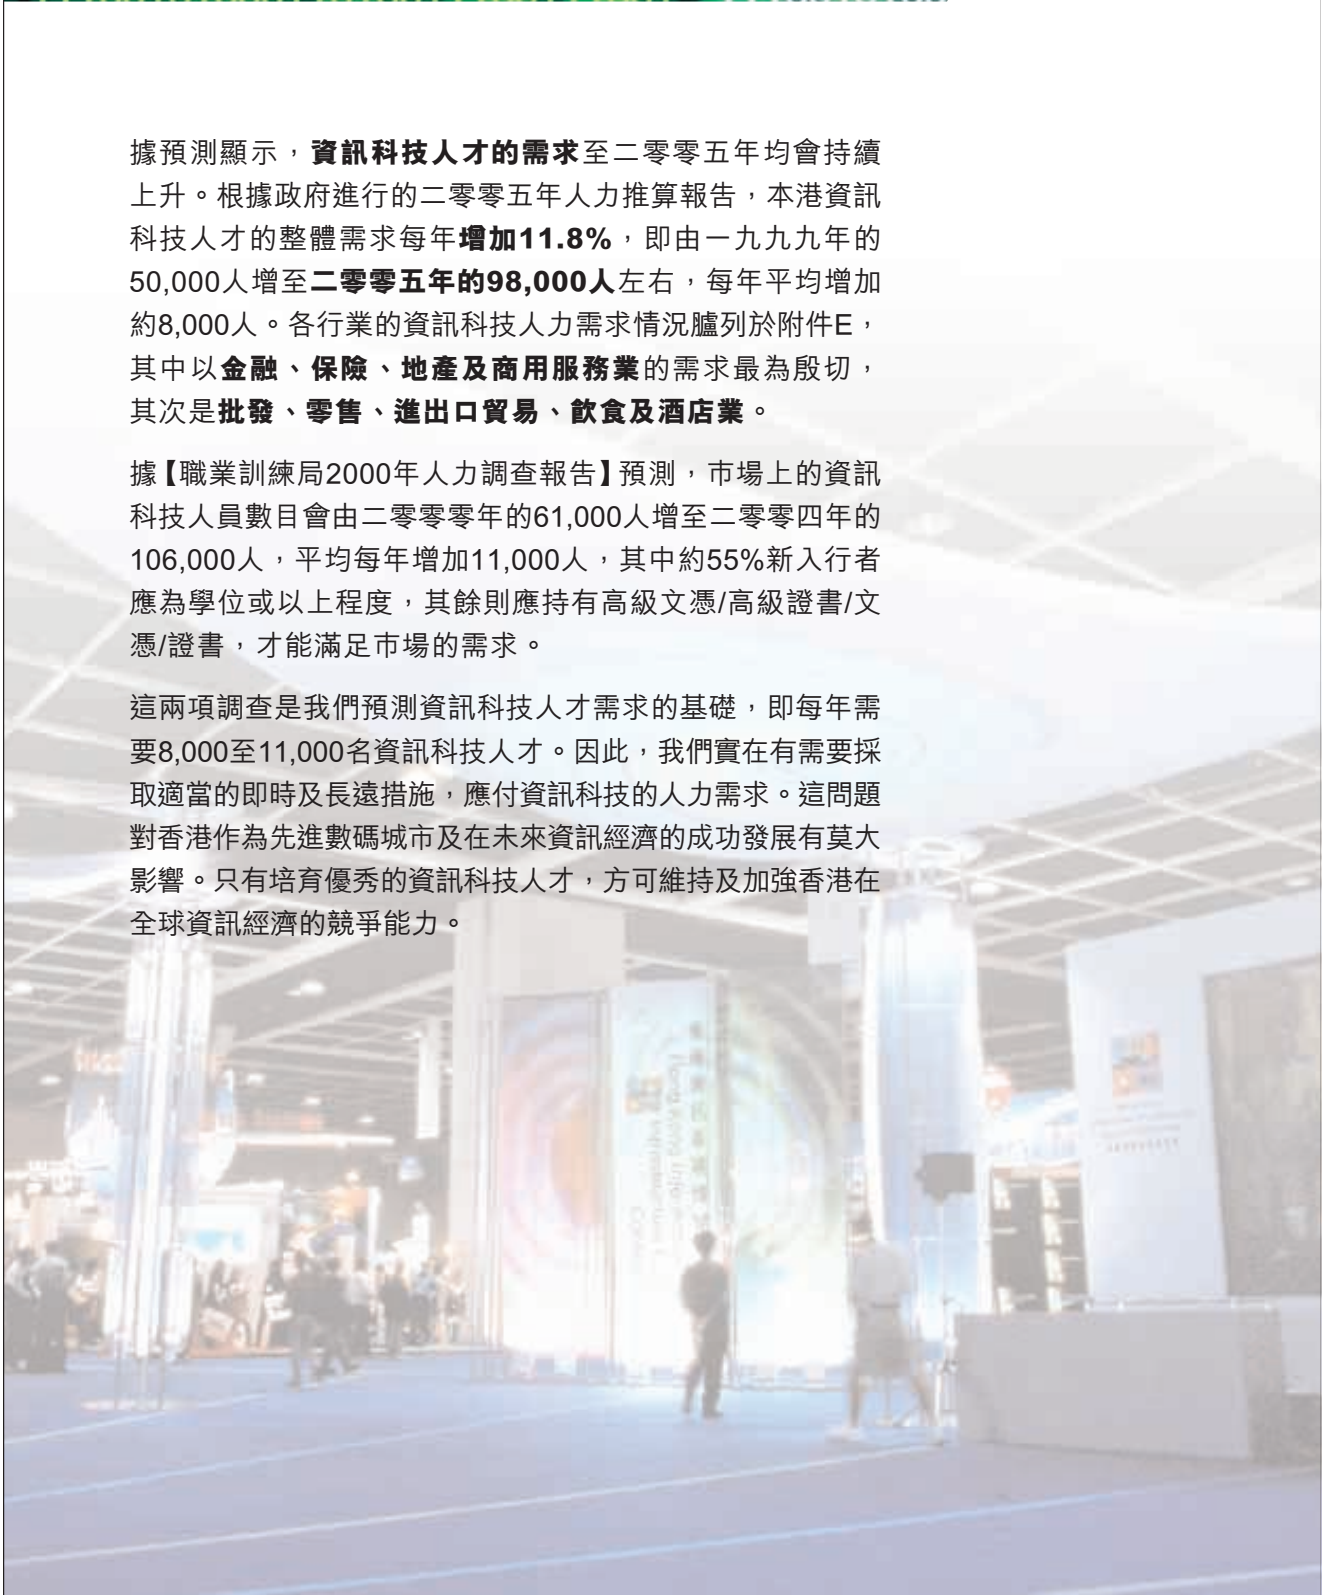 據預測顯示，資訊科技人才的需求至二零零五年均會持續
上升。根據政府進行的二零零五年人力推算報告，本港資訊
科技人才的整體需求每年增加11.8%，即由一九九九年的
50,000人增至二零零五年的98,000人左右，每年平均增加
約8,000人。各行業的資訊科技人力需求情況臚列於附件E，
其中以金融、保險、地產及商用服務業的需求最為殷切，
其次是批發、零售、進出口貿易、飲食及酒店業。
據【職業訓練局2000年人力調查報告】預測，市場上的資訊
科技人員數目會由二零零零年的61,000人增至二零零四年的
106,000人，平均每年增加11,000人，其中約55%新入行者
應為學位或以上程度，其餘則應持有高級文憑/高級證書/文
憑/證書，才能滿足市場的需求。
這兩項調查是我們預測資訊科技人才需求的基礎，即每年需
要8,000至11,000名資訊科技人才。因此，我們實在有需要採
取適當的即時及長遠措施，應付資訊科技的人力需求。這問題
對香港作為先進數碼城市及在未來資訊經濟的成功發展有莫大
影響。只有培育優秀的資訊科技人才，方可維持及加強香港在
全球資訊經濟的競爭能力。